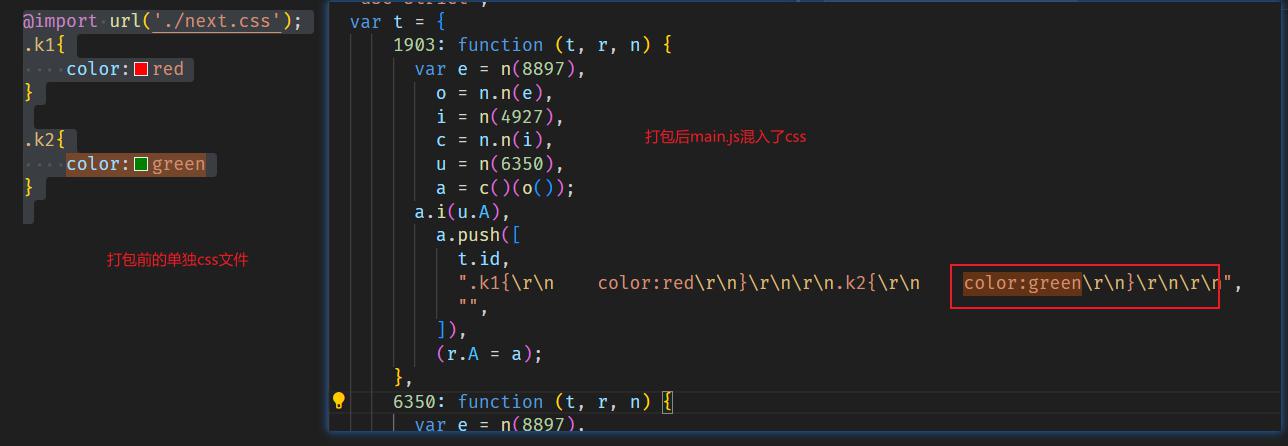 @import url('./next.css');
.k1{
    color:red
}

.k2{
    color:green
}
打包前的单独css文件
use strict ;
var t = {
    1903: function (t, r, n) {
      var e = n(8897),
        o = n.n(e),
        i = n(4927),
        c = n.n(i),
        u = n(6350),
        a = c()(o());
      a.i(u.A),
        a.push([
          t.id,
          ".k1{\r\n    color:red\r\n}\r\n\r\n.k2{\r\n    color:green\r\n}\r\n\r\n",
          "",
        ]),
        (r.A = a);
    },
    6350: function (t, r, n) {
      var e = n(8897),
打包后main.js混入了css